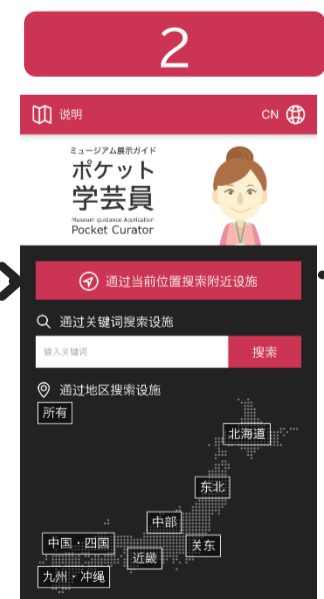 2
说明
CN
ミュージアム展示ガイド
ポケット
学芸員
Museum guidance Application
Pocket Curator
通过当前位置搜索附近设施
通过关键词搜索设施
键入关键词
搜索
通过地区搜索设施
所有
北海道
东北
中部
关东
中国・四国
近畿
九州・冲绳